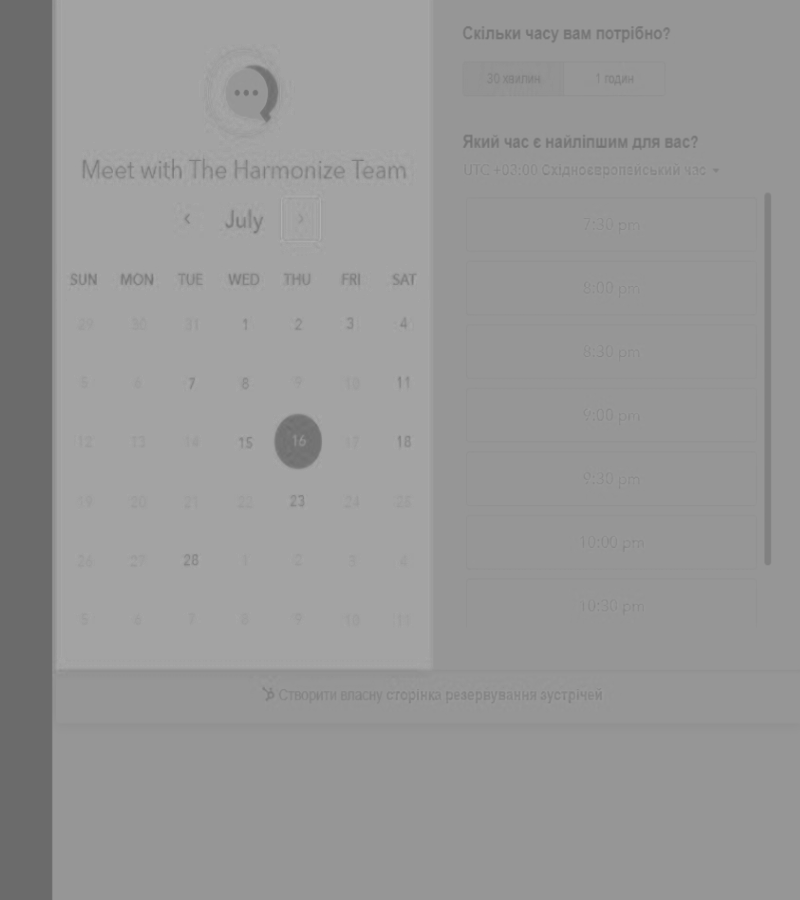 Meet with The Harmonize Team
July
SUN MON TUE WED THU FRI SAT
29 30 31 1 2 3 4
5 6 7 8 9 10 11
12 13 14 15 16 17 18
19 20 21 22 23 24 25
26 27 28 1 2 3 4
5 6 7 8 9 10 11
Скільки часу вам потрібно?
30 хвилин 1 годин
Який час є найліпшим для вас?
UTC +03:00 Східноєвропейський час
7:30 pm
8:00 pm
8:30 pm
9:00 pm
9:30 pm
10:00 pm
10:30 pm
Створити власну сторінка резервування зустрічей